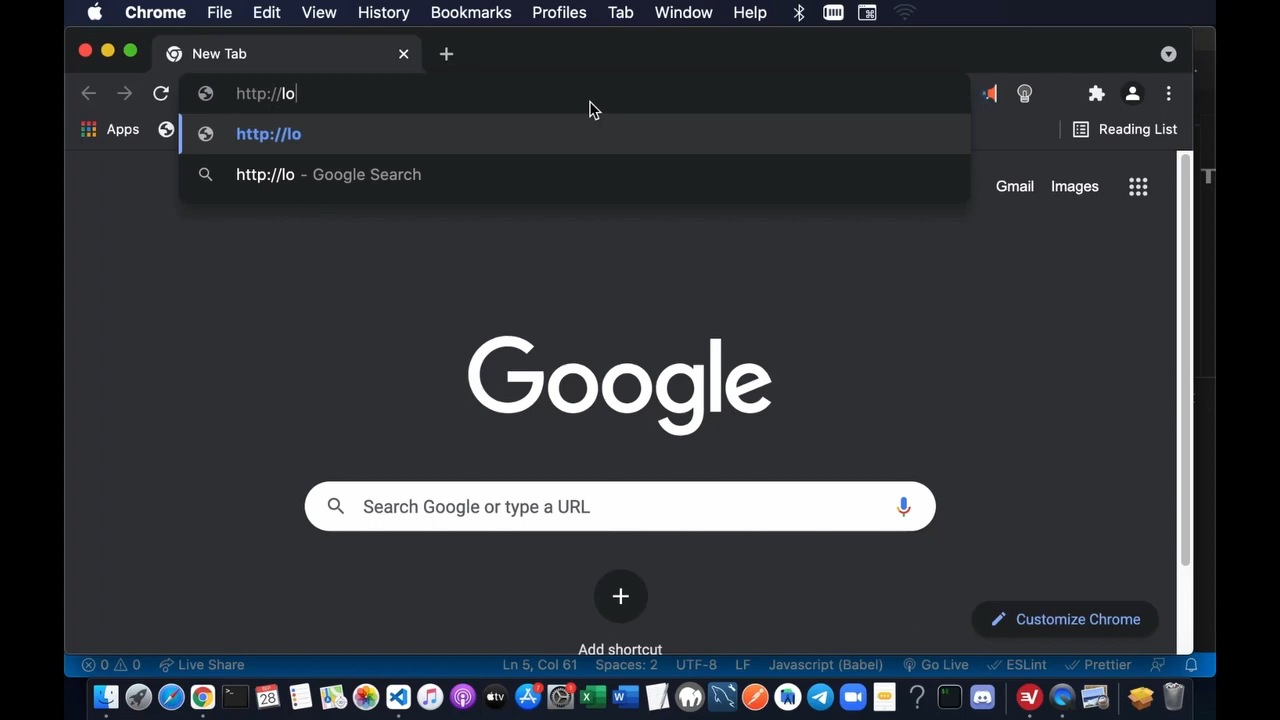 Chrome File Edit View History Bookmarks Profiles Tab Window Help
New Tab
http://lo
Apps
http://lo
Reading List
http://lo - Google Search
Gmail Images
Google
Search Google or type a URL
Customize Chrome
Add shortcut
0 0 Live Share Ln 5, Col 61 Spaces: 2 UTF-8 LF Javascript (Babel) Go Live ESLint Prettier
28
tv